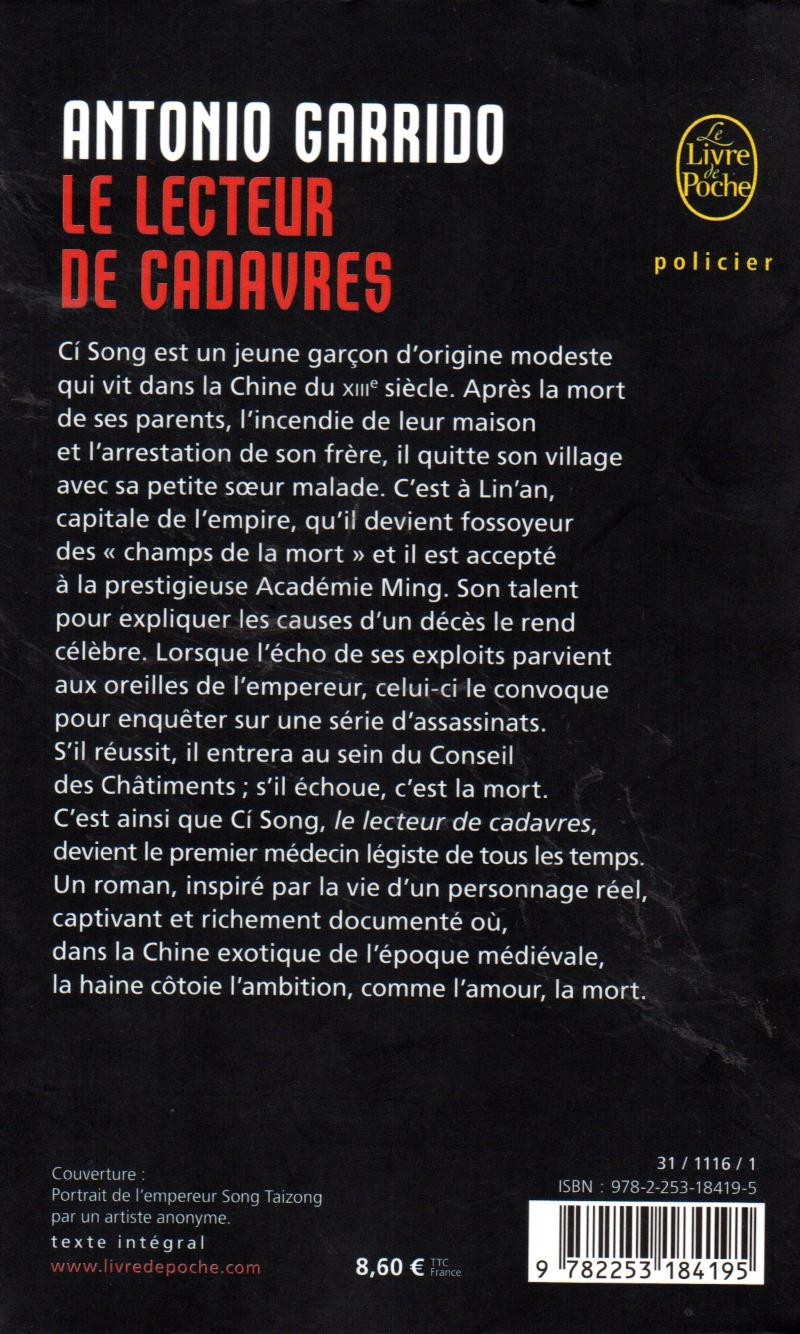 ANTONIO GARRIDO
LE LECTEUR
DE CADAVRES
Le
Livre
de
Poche
policier
Cí Song est un jeune garçon d’origine modeste
qui vit dans la Chine du XIIIe siècle. Après la mort
de ses parents, l’incendie de leur maison
et l’arrestation de son frère, il quitte son village
avec sa petite sœur malade. C’est à Lin’an,
capitale de l’empire, qu’il devient fossoyeur
des « champs de la mort » et il est accepté
à la prestigieuse Académie Ming. Son talent
pour expliquer les causes d’un décès le rend
célèbre. Lorsque l’écho de ses exploits parvient
aux oreilles de l’empereur, celui-ci le convoque
pour enquêter sur une série d’assassinats.
S’il réussit, il entrera au sein du Conseil
des Châtiments ; s’il échoue, c’est la mort.
C’est ainsi que Cí Song, le lecteur de cadavres,
devient le premier médecin légiste de tous les temps.
Un roman, inspiré par la vie d’un personnage réel,
captivant et richement documenté où,
dans la Chine exotique de l’époque médiévale,
la haine côtoie l’ambition, comme l’amour, la mort.
Couverture :
Portrait de l’empereur Song Taizong
par un artiste anonyme.
texte intégral
www.livredepoche.com
8,60 € TTC
France
31 / 1116 / 1
ISBN : 978-2-253-18419-5
9 782253 184195